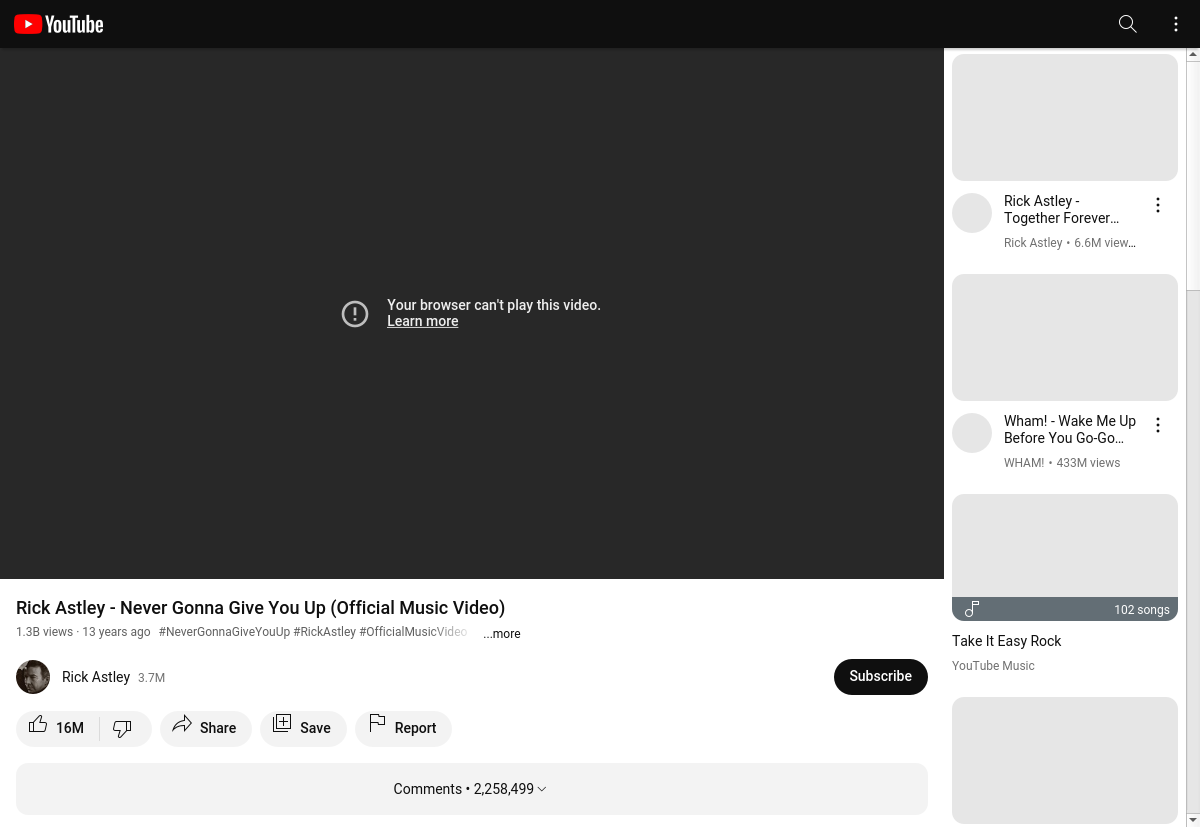 YouTube
Your browser can't play this video.
Learn more
Rick Astley - Never Gonna Give You Up (Official Music Video)
1.3B views · 13 years ago #NeverGonnaGiveYouUp #RickAstley #OfficialMusicVideo ...more
Rick Astley 3.7M
Subscribe
16M
Share
Save
Report
Comments • 2,258,499
Rick Astley -
Together Forever...
Rick Astley • 6.6M view...
Wham! - Wake Me Up
Before You Go-Go...
WHAM! • 433M views
102 songs
Take It Easy Rock
YouTube Music